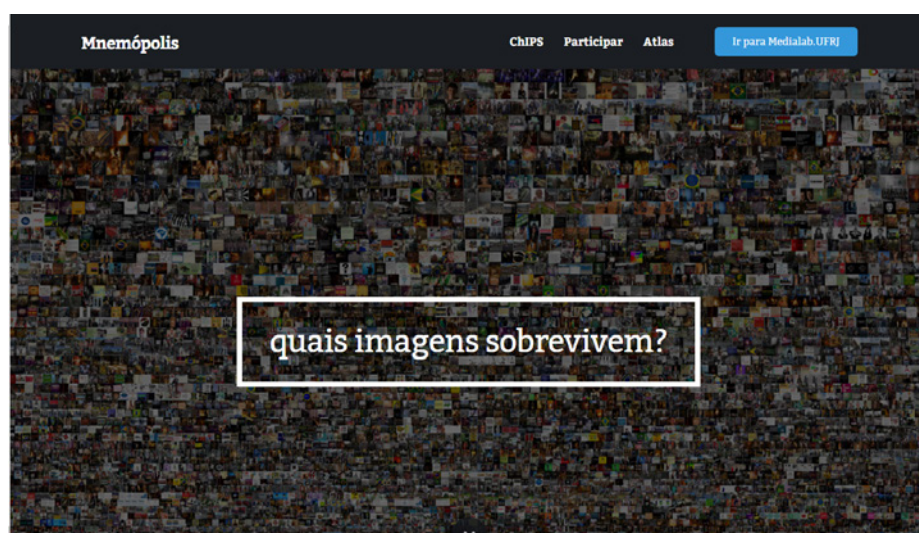 Mnemópolis
ChIPS Participar Atlas Ir para Medialab.UFRJ
quais imagens sobrevivem?